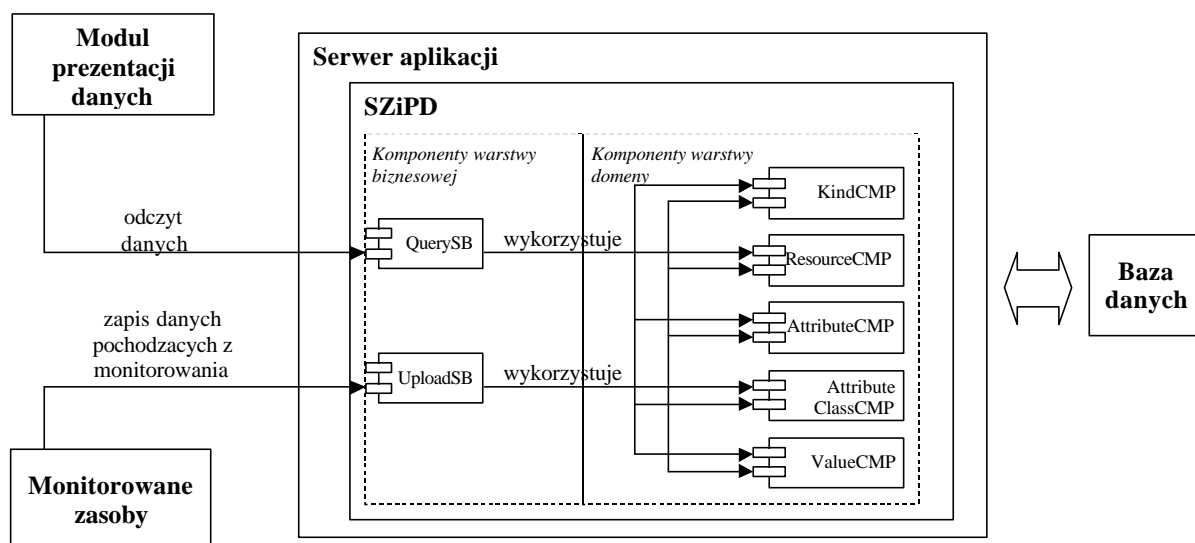 Modul
prezentacji
danych
Serwer aplikacji
SZiPD
Komponenty warstwy
biznesowej
Komponenty warstwy
domeny
KindCMP
odczyt
danych
QuerySB
wykorzystuje
ResourceCMP
Baza
danych
zapis danych
pochodzacych z
monitorowania
AttributeCMP
UploadSB
wykorzystuje
Attribute
ClassCMP
ValueCMP
Monitorowane
zasoby